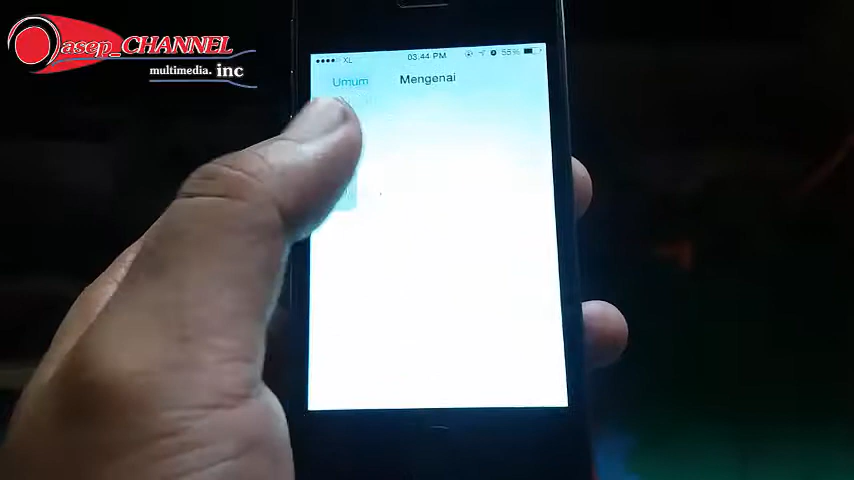 asep_CHANNEL
multimedia. inc
XL 03.44 PM 55%
Umum Mengenai